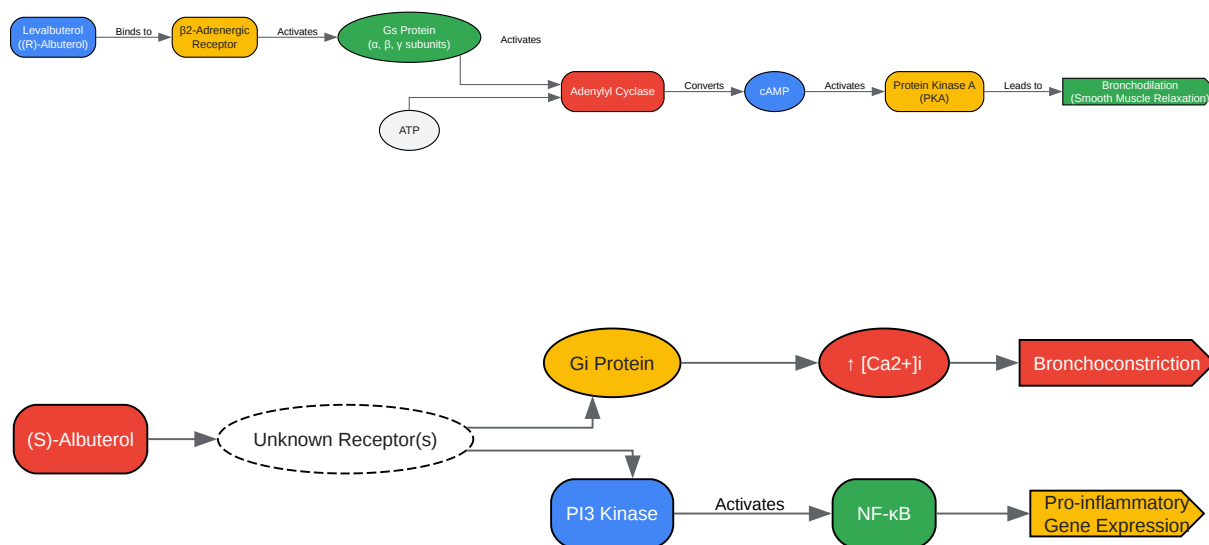 Levalbuterol
((R)-Albuterol)
Binds to
β2-Adrenergic
Receptor
Activates
Gs Protein
(α, β, γ subunits)
Activates
ATP
Adenylyl Cyclase
Converts
cAMP
Activates
Protein Kinase A
(PKA)
Leads to
Bronchodilation
(Smooth Muscle Relaxation)
(S)-Albuterol
Unknown Receptor(s)
Gi Protein
↑ [Ca2+]i
Bronchoconstriction
PI3 Kinase
Activates
NF-κB
Pro-inflammatory
Gene Expression